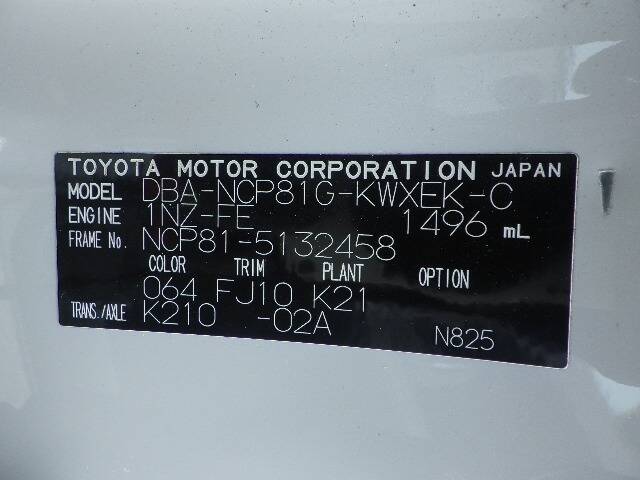 TOYOTA MOTOR CORPORATION JAPAN
MODEL DBA-NCP81G-KWXEK-C
ENGINE 1NZ-FE 1496 mL
FRAME No. NCP81-5132458
COLOR TRIM PLANT OPTION
064 FJ10 K21
TRANS./AXLE K210 -02A
N825